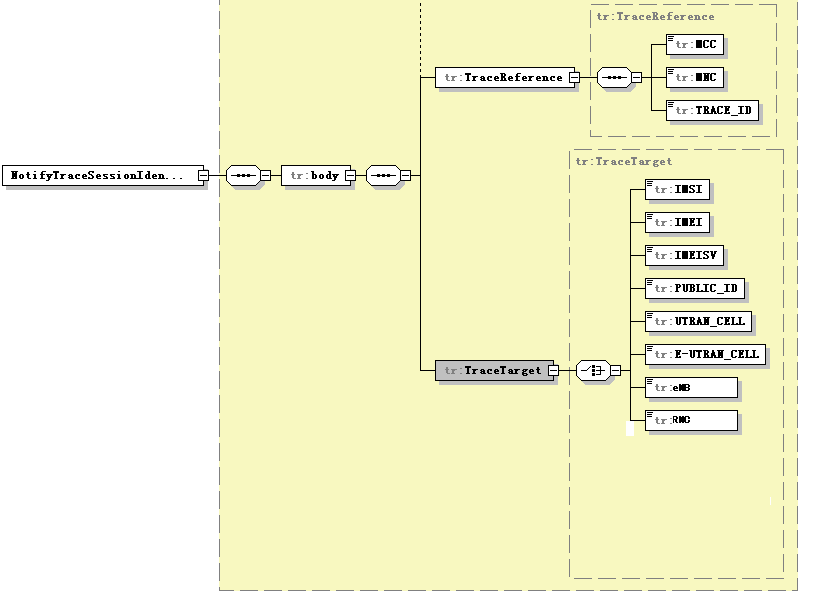 tr:TraceReference
tr:MCC
tr:TraceReference
tr:MNC
tr:TRACE_ID
tr:TraceTarget
NotifyTraceSessionIden...
tr:body
tr:IMSI
tr:IMEI
tr:IMEISV
tr:PUBLIC_ID
tr:UTRAN_CELL
tr:E-UTRAN_CELL
tr:TraceTarget
tr:eNB
tr:RNC